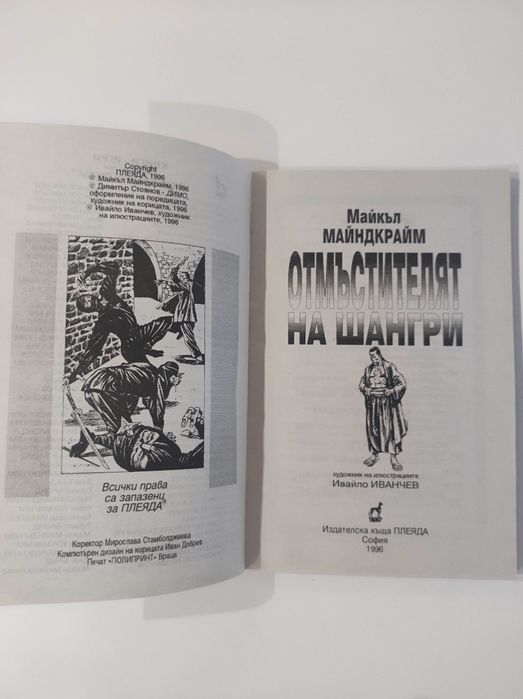 Copyright
ПЛЕЯДА, 1996
© Майкъл Майндкрайм, 1996
© Димитър Стоянов - ДИМО,
оформление на поредицата,
художник на корицата, 1996
© Ивайло Иванчев, художник
на илюстрациите, 1996
Всички права
са запазени
за ПЛЕЯДА®
Коректор Мирослава Стамболджиева
Компютърен дизайн на корицата Иван Добрев
Печат «ПОЛИПРИНТ» Враца
Майкъл
МАЙНДКРАЙМ
ОТМЪСТИТЕЛЯТ
НА ШАНГРИ
художник на илюстрациите
Ивайло ИВАНЧЕВ
Издателска къща ПЛЕЯДА
София
1996